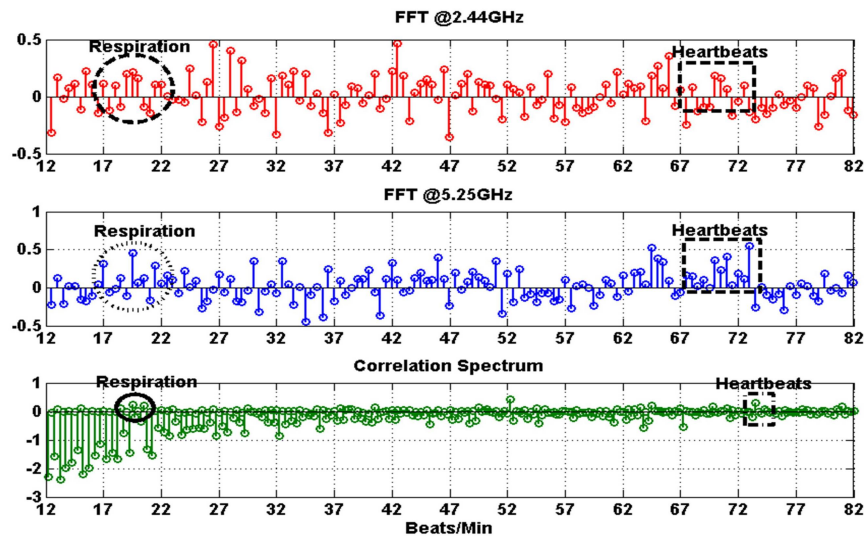 FFT @2.44GHz
Respiration
Heartbeats
0.5
0
-0.5
12 17 22 27 32 37 42 47 52 57 62 67 72 77 82
FFT @5.25GHz
Respiration
Heartbeats
1
0.5
0
-0.5
12 17 22 27 32 37 42 47 52 57 62 67 72 77 82
Correlation Spectrum
Respiration
Heartbeats
1
0
-1
-2
-3
12 17 22 27 32 37 42 47 52 57 62 67 72 77 82
Beats/Min